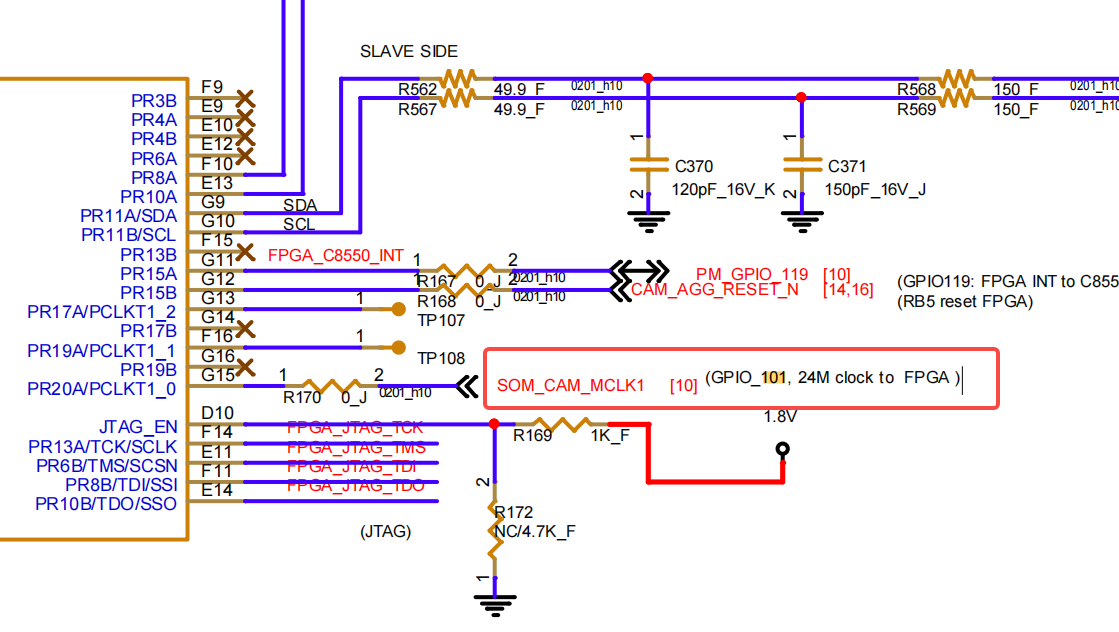 SLAVE SIDE
F9
PR3B
E9
PR4A
E10
PR4B
E12
PR6A
F10
PR8A
E13
PR10A
G9 SDA
PR11A/SDA
G10 SCL
PR11B/SCL
F15
PR13B
G11 FPGA_C8550_INT
PR15A
G12
PR15B
G13
PR17A/PCLKT1_2
G14
PR17B
F16
PR19A/PCLKT1_1
G16
PR19B
G15
PR20A/PCLKT1_0
D10
JTAG_EN
F14
PR13A/TCK/SCLK
E11
PR6B/TMS/SCSN
F11
PR8B/TDI/SSI
E14
PR10B/TDO/SSO
R562 49.9_F 0201_h10
R567 49.9_F 0201_h10
R568 150_F 0201_h10
R569 150_F 0201_h10
1
C370
120pF_16V_K
2
1
C371
150pF_16V_J
2
1 2
R167 0_J 0201_h10
PM_GPIO_119 [10]
2
R168 0_J 0201_h10
CAM_AGG_RESET_N [14,16]
(GPIO119: FPGA INT to C855
(RB5 reset FPGA)
1
TP107
1
TP108
1 2
R170 0_J 0201_h10
SOM_CAM_MCLK1 [10] (GPIO_101, 24M clock to FPGA )
1.8V
FPGA_JTAG_TCK
FPGA_JTAG_TMS
FPGA_JTAG_TDI
FPGA_JTAG_TDO
R169 1K_F
2
R172
NC/4.7K_F
1
(JTAG)